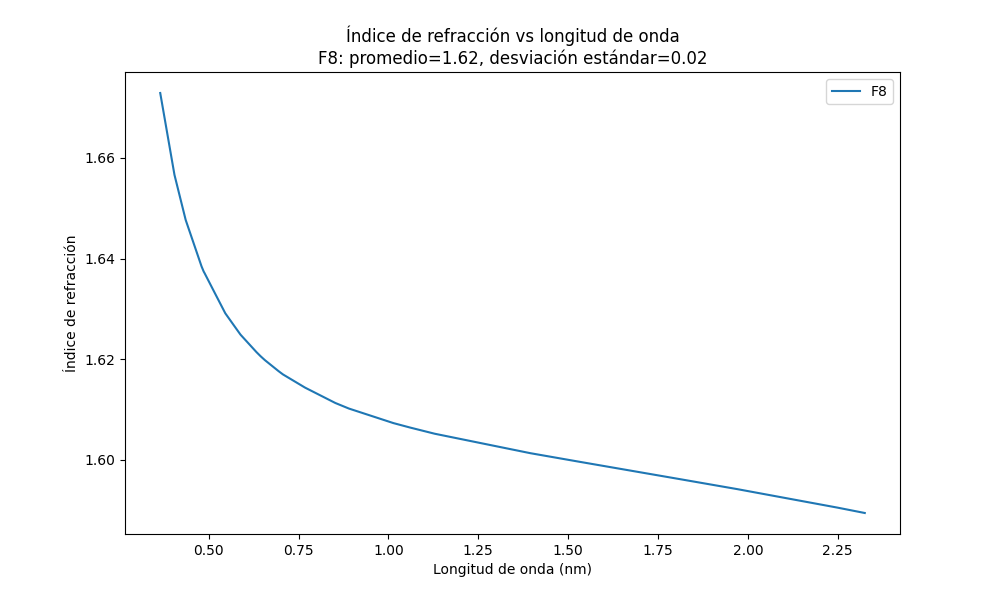 Índice de refracción vs longitud de onda
F8: promedio=1.62, desviación estándar=0.02
F8
1.66
1.64
1.62
1.60
Índice de refracción
0.50 0.75 1.00 1.25 1.50 1.75 2.00 2.25
Longitud de onda (nm)